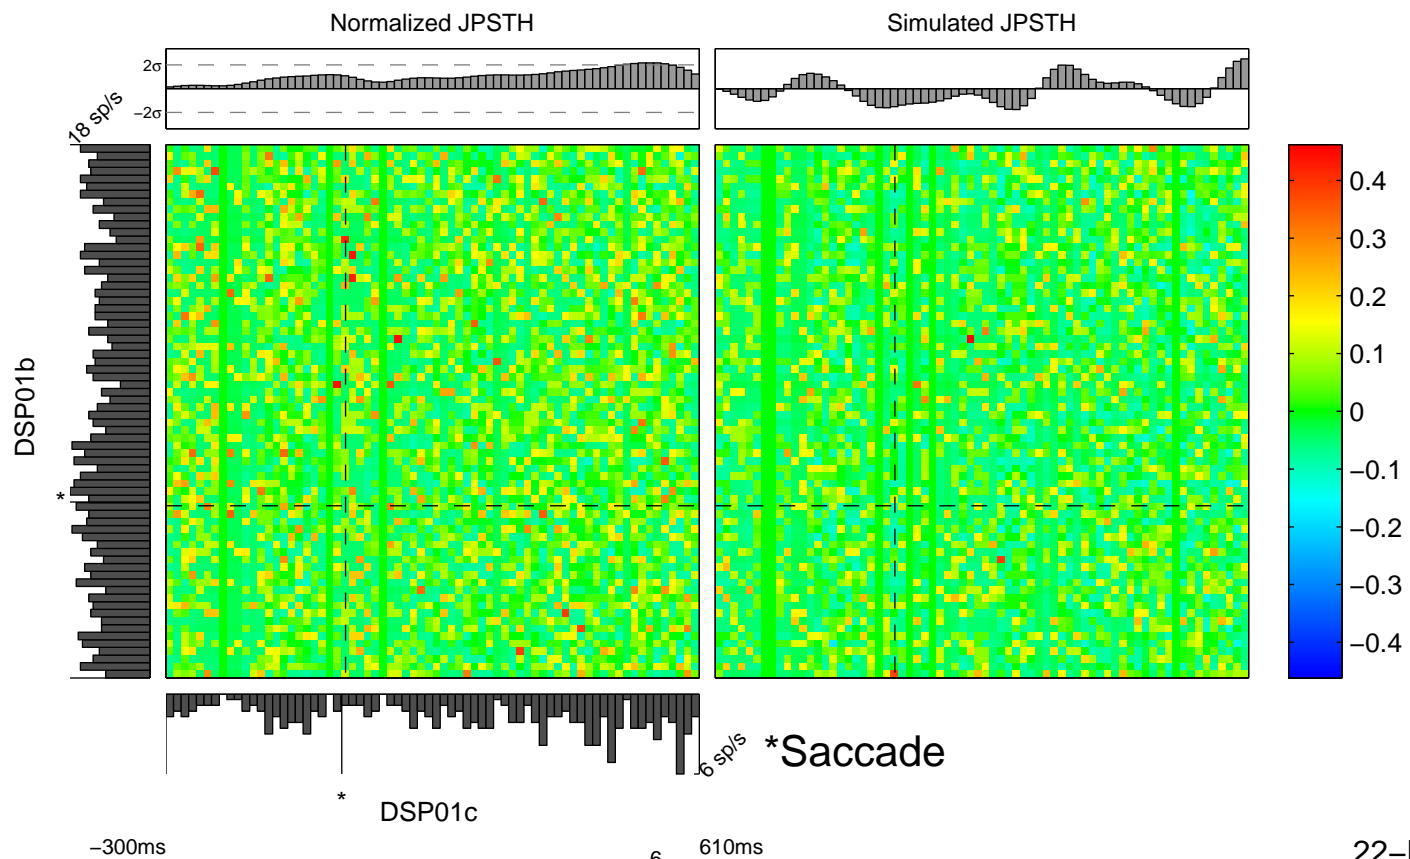 Normalized JPSTH
Simulated JPSTH
2σ
−2σ
18 sp/s
DSP01b
*
0.4
0.3
0.2
0.1
0
−0.1
−0.2
−0.3
−0.4
6 sp/s
*Saccade
*
DSP01c
−300ms
6
610ms